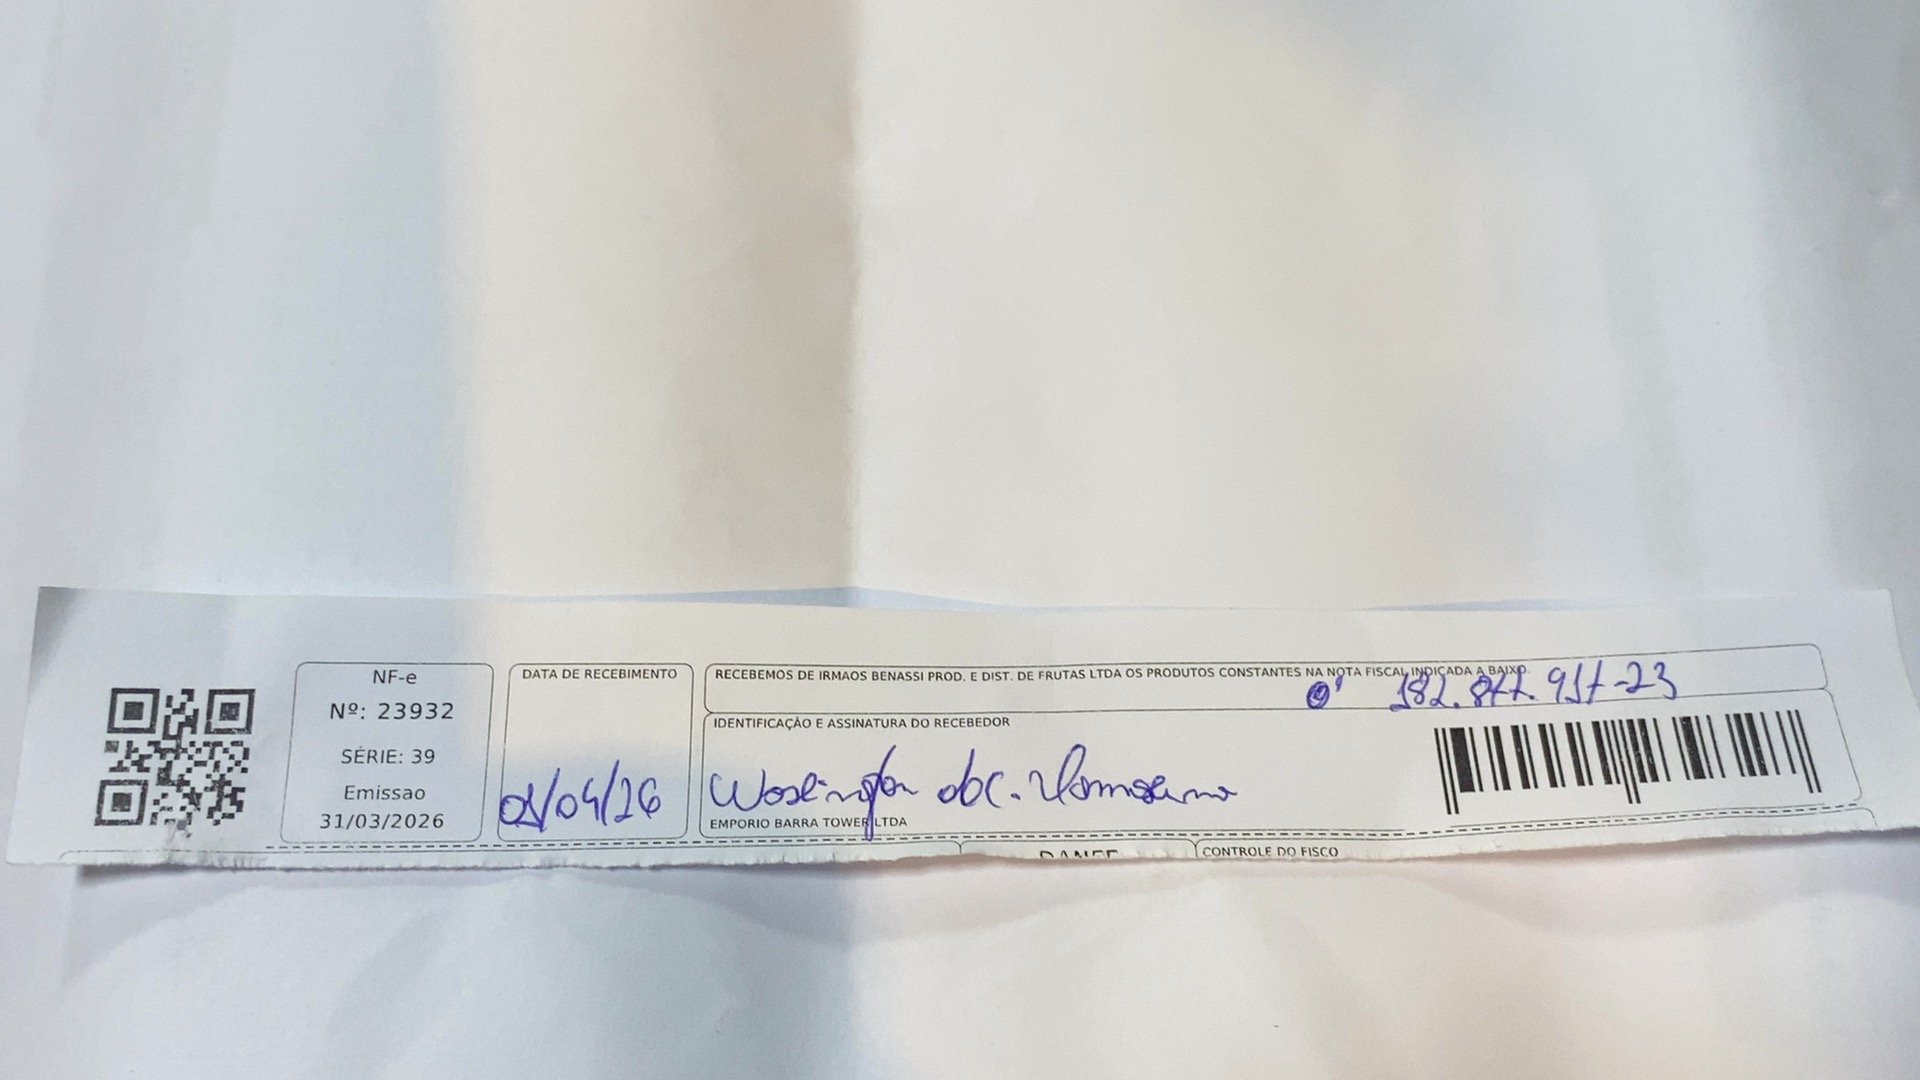 NF-e
Nº: 23932
SÉRIE: 39
Emissao
31/03/2026
DATA DE RECEBIMENTO
01/04/26
RECEBEMOS DE IRMAOS BENASSI PROD. E DIST. DE FRUTAS LTDA OS PRODUTOS CONSTANTES NA NOTA FISCAL INDICADA A BAIXO.
IDENTIFICAÇÃO E ASSINATURA DO RECEBEDOR
EMPORIO BARRA TOWER LTDA
DANFE
CONTROLE DO FISCO